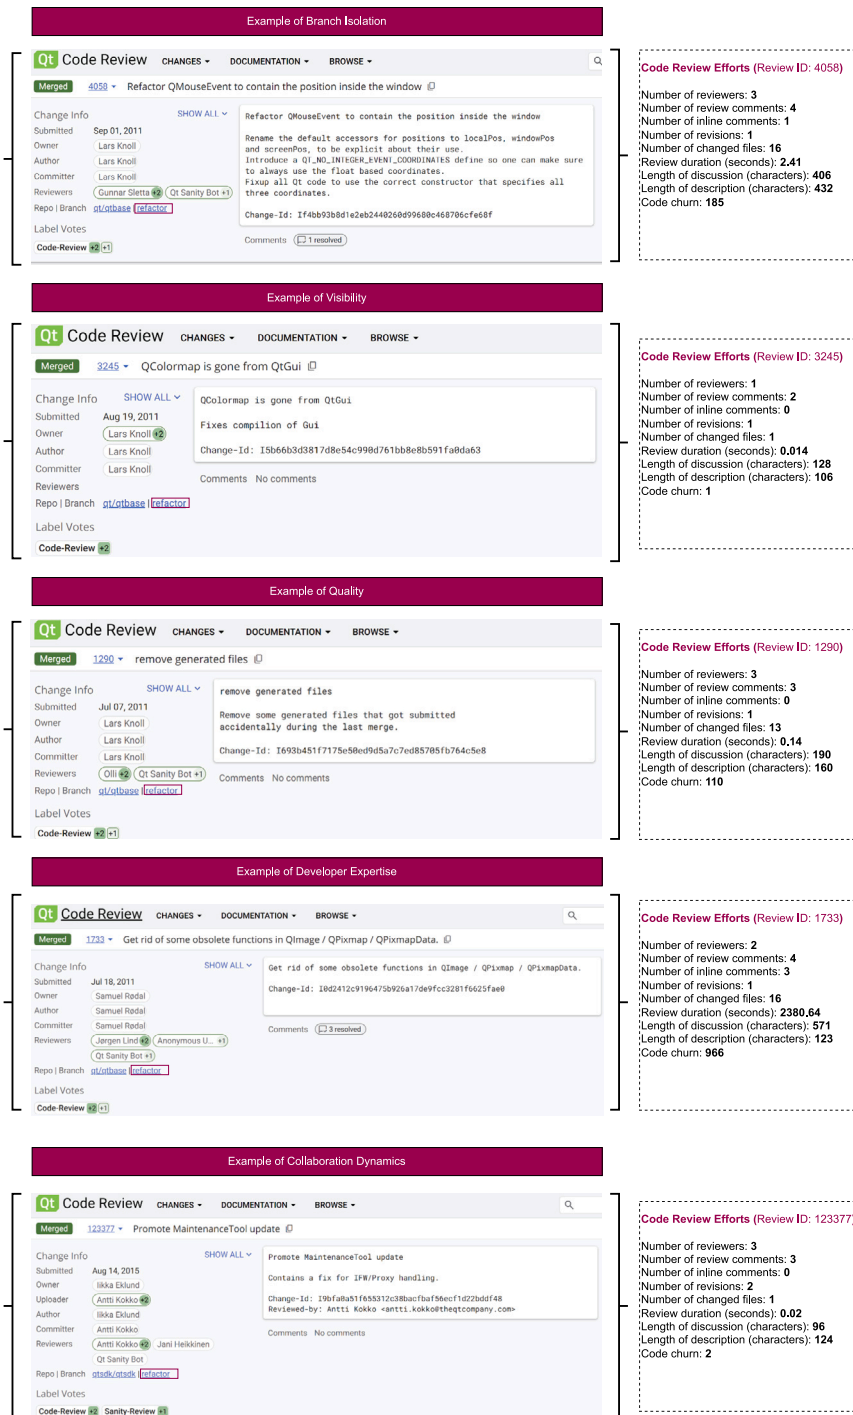 Example of Branch Isolation
Qt Code Review CHANGES DOCUMENTATION BROWSE
Merged 4058 Refactor QMouseEvent to contain the position inside the window
Change Info SHOW ALL
Submitted Sep 01, 2011
Owner Lars Knoll
Author Lars Knoll
Committer Lars Knoll
Reviewers Gunnar Sletta +2 Qt Sanity Bot +1
Repo | Branch qt/qtbase | refactor
Label Votes
Code-Review +2 +1
Refactor QMouseEvent to contain the position inside the window
Rename the default accessors for positions to localPos, windowPos
and screenPos, to be explicit about their use.
Introduce a QT_NO_INTEGER_EVENT_COORDINATES define so one can make sure
to always use the float based coordinates.
Fixup all Qt code to use the correct constructor that specifies all
three coordinates.
Change-Id: If4bb93b8d1e2eb2440260d99680c468706cfe68f
Comments 1 resolved
Code Review Efforts (Review ID: 4058)
Number of reviewers: 3
Number of review comments: 4
Number of inline comments: 1
Number of revisions: 1
Number of changed files: 16
Review duration (seconds): 2.41
Length of discussion (characters): 406
Length of description (characters): 432
Code churn: 185
Example of Visibility
Qt Code Review CHANGES DOCUMENTATION BROWSE
Merged 3245 QColormap is gone from QtGui
Change Info SHOW ALL
Submitted Aug 19, 2011
Owner Lars Knoll +2
Author Lars Knoll
Committer Lars Knoll
Reviewers
Repo | Branch qt/qtbase | refactor
Label Votes
Code-Review +2
QColormap is gone from QtGui
Fixes compilion of Gui
Change-Id: I5b66b3d3817d8e54c990d761bb8e8b591fa0da63
Comments No comments
Code Review Efforts (Review ID: 3245)
Number of reviewers: 1
Number of review comments: 2
Number of inline comments: 0
Number of revisions: 1
Number of changed files: 1
Review duration (seconds): 0.014
Length of discussion (characters): 128
Length of description (characters): 106
Code churn: 1
Example of Quality
Qt Code Review CHANGES DOCUMENTATION BROWSE
Merged 1290 remove generated files
Change Info SHOW ALL
Submitted Jul 07, 2011
Owner Lars Knoll
Author Lars Knoll
Committer Lars Knoll
Reviewers Olli +2 Qt Sanity Bot +1
Repo | Branch qt/qtbase | refactor
Label Votes
Code-Review +2 +1
remove generated files
Remove some generated files that got submitted
accidentally during the last merge.
Change-Id: I693b451f7175e50ed9d5a7c7ed85705fb764c5e8
Comments No comments
Code Review Efforts (Review ID: 1290)
Number of reviewers: 3
Number of review comments: 3
Number of inline comments: 0
Number of revisions: 1
Number of changed files: 13
Review duration (seconds): 0.14
Length of discussion (characters): 190
Length of description (characters): 160
Code churn: 110
Example of Developer Expertise
Qt Code Review CHANGES DOCUMENTATION BROWSE
Merged 1733 Get rid of some obsolete functions in QImage / QPixmap / QPixmapData.
Change Info SHOW ALL
Submitted Jul 18, 2011
Owner Samuel Rødal
Author Samuel Rødal
Committer Samuel Rødal
Reviewers Jørgen Lind +2 Anonymous U... +1
Qt Sanity Bot +1
Repo | Branch qt/qtbase | refactor
Label Votes
Code-Review +2 +1
Get rid of some obsolete functions in QImage / QPixmap / QPixmapData.
Change-Id: I0d2412c9196475b926a17de9fcc3281f6625fae0
Comments 3 resolved
Code Review Efforts (Review ID: 1733)
Number of reviewers: 2
Number of review comments: 4
Number of inline comments: 3
Number of revisions: 1
Number of changed files: 16
Review duration (seconds): 2380.64
Length of discussion (characters): 571
Length of description (characters): 123
Code churn: 966
Example of Collaboration Dynamics
Qt Code Review CHANGES DOCUMENTATION BROWSE
Merged 123377 Promote MaintenanceTool update
Change Info SHOW ALL
Submitted Aug 14, 2015
Owner Iikka Eklund
Uploader Antti Kokko +2
Author Iikka Eklund
Committer Antti Kokko
Reviewers Antti Kokko +2 Jani Heikkinen
Qt Sanity Bot
Repo | Branch qtsdk/qtsdk | refactor
Label Votes
Code-Review +2 Sanity-Review +1
Promote MaintenanceTool update
Contains a fix for IFW/Proxy handling.
Change-Id: I9bfa0a51f655312c38bacfbaf56ecf1d22bddf48
Reviewed-by: Antti Kokko <antti.kokko@theqtcompany.com>
Comments No comments
Code Review Efforts (Review ID: 123377)
Number of reviewers: 3
Number of review comments: 3
Number of inline comments: 0
Number of revisions: 2
Number of changed files: 1
Review duration (seconds): 0.02
Length of discussion (characters): 96
Length of description (characters): 124
Code churn: 2